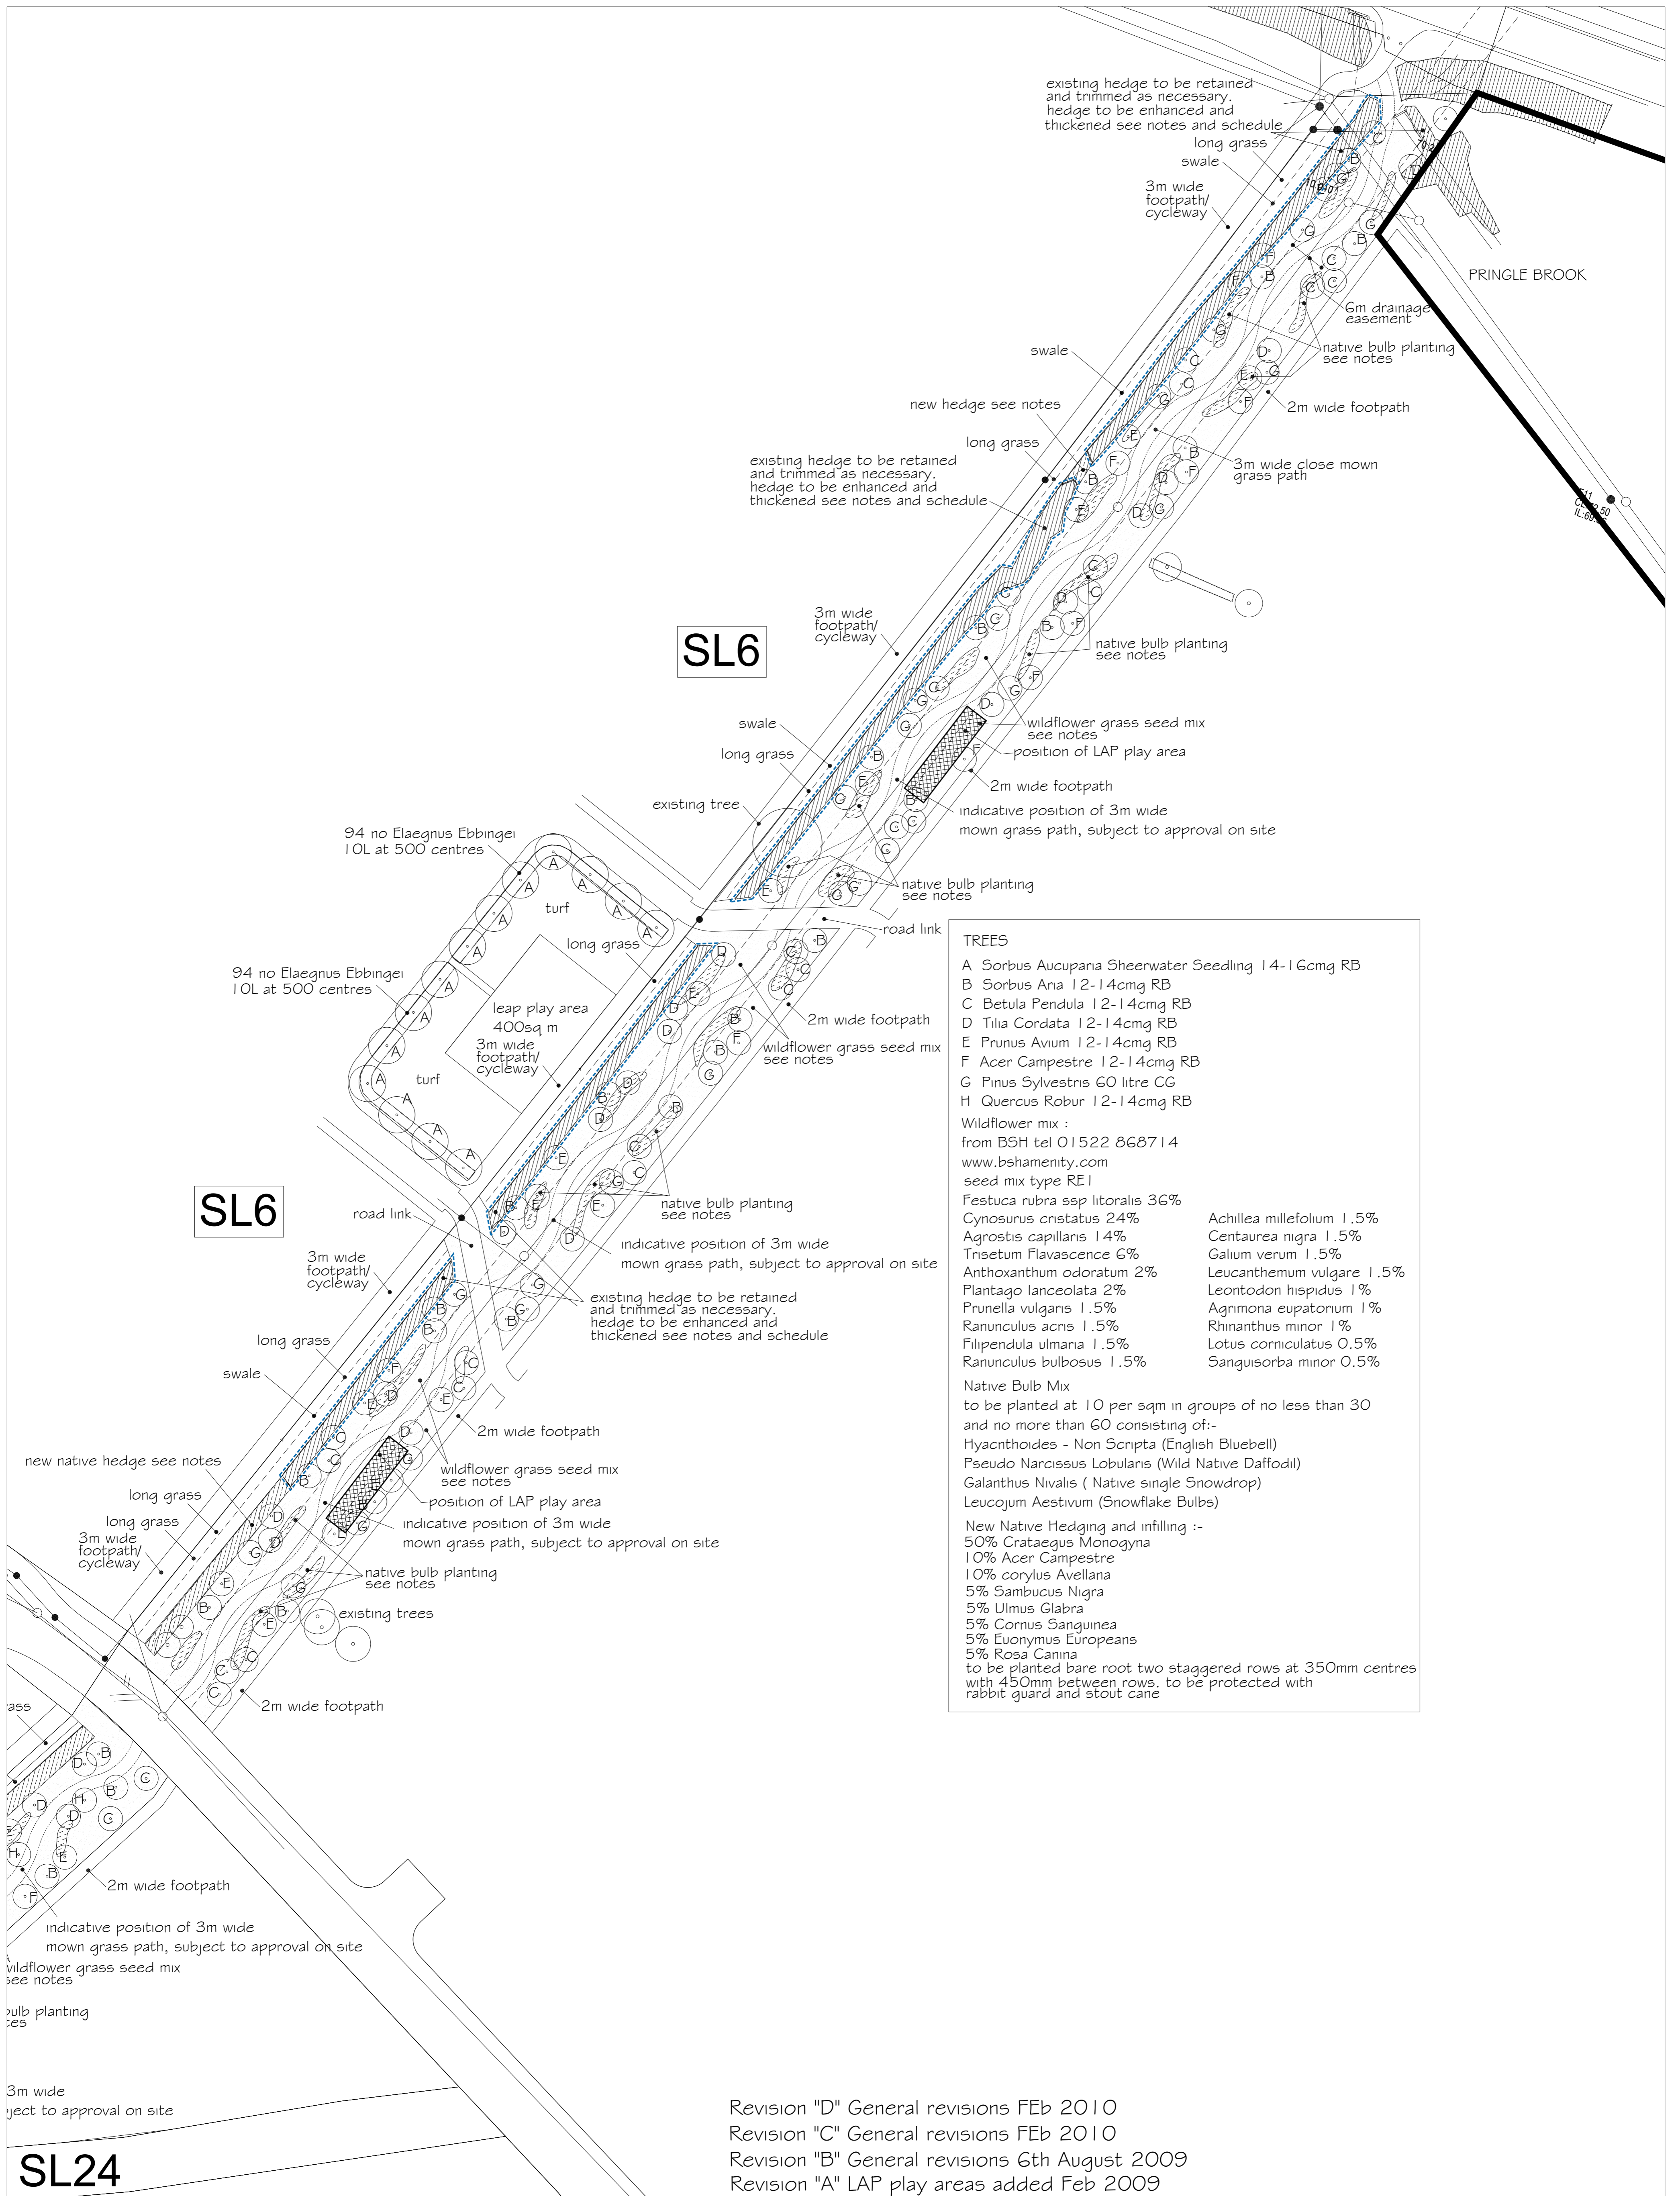 existing hedge to be retained
and trimmed as necessary.
hedge to be enhanced and
thickened see notes and schedule
long grass
swale
3m wide
footpath/
cycleway
PRINGLE BROOK
6m drainage
easement
native bulb planting
see notes
swale
new hedge see notes
2m wide footpath
long grass
existing hedge to be retained
and trimmed as necessary.
hedge to be enhanced and
thickened see notes and schedule
3m wide close mown
grass path
SL6
3m wide
footpath/
cycleway
native bulb planting
see notes
swale
long grass
wildflower grass seed mix
see notes
position of LAP play area
2m wide footpath
existing tree
indicative position of 3m wide
mown grass path, subject to approval on site
94 no Elaegnus Ebbingei
10L at 500 centres
turf
native bulb planting
see notes
road link
long grass
94 no Elaegnus Ebbingei
10L at 500 centres
leap play area
400sq m
3m wide
footpath/
cycleway
turf
2m wide footpath
wildflower grass seed mix
see notes
SL6
road link
native bulb planting
see notes
indicative position of 3m wide
mown grass path, subject to approval on site
3m wide
footpath/
cycleway
existing hedge to be retained
and trimmed as necessary.
hedge to be enhanced and
thickened see notes and schedule
long grass
swale
2m wide footpath
new native hedge see notes
wildflower grass seed mix
see notes
long grass
position of LAP play area
long grass
indicative position of 3m wide
mown grass path, subject to approval on site
3m wide
footpath/
cycleway
native bulb planting
see notes
existing trees
2m wide footpath
TREES
A Sorbus Aucuparia Sheerwater Seedling 14-16cmg RB
B Sorbus Aria 12-14cmg RB
C Betula Pendula 12-14cmg RB
D Tilia Cordata 12-14cmg RB
E Prunus Avium 12-14cmg RB
F Acer Campestre 12-14cmg RB
G Pinus Sylvestris 60 litre CG
H Quercus Robur 12-14cmg RB
Wildflower mix :
from BSH tel 01522 868714
www.bshamenity.com
seed mix type RE1
Festuca rubra ssp litoralis 36%
Cynosurus cristatus 24%
Agrostis capillaris 14%
Trisetum Flavascence 6%
Anthoxanthum odoratum 2%
Plantago lanceolata 2%
Prunella vulgaris 1.5%
Ranunculus acris 1.5%
Filipendula ulmaria 1.5%
Ranunculus bulbosus 1.5%
Achillea millefolium 1.5%
Centaurea nigra 1.5%
Galium verum 1.5%
Leucanthemum vulgare 1.5%
Leontodon hispidus 1%
Agrimona eupatorium 1%
Rhinanthus minor 1%
Lotus corniculatus 0.5%
Sanguisorba minor 0.5%
Native Bulb Mix
to be planted at 10 per sqm in groups of no less than 30
and no more than 60 consisting of:-
Hyacnthoides - Non Scripta (English Bluebell)
Pseudo Narcissus Lobularis (Wild Native Daffodil)
Galanthus Nivalis ( Native single Snowdrop)
Leucojum Aestivum (Snowflake Bulbs)
New Native Hedging and infilling :-
50% Crataegus Monogyna
10% Acer Campestre
10% corylus Avellana
5% Sambucus Nigra
5% Ulmus Glabra
5% Cornus Sanguinea
5% Euonymus Europeans
5% Rosa Canina
to be planted bare root two staggered rows at 350mm centres
with 450mm between rows. to be protected with
rabbit guard and stout cane
2m wide footpath
indicative position of 3m wide
mown grass path, subject to approval on site
wildflower grass seed mix
see notes
bulb planting
3m wide
approval on site
SL24
Revision "D" General revisions FEb 2010
Revision "C" General revisions FEb 2010
Revision "B" General revisions 6th August 2009
Revision "A" LAP play areas added Feb 2009